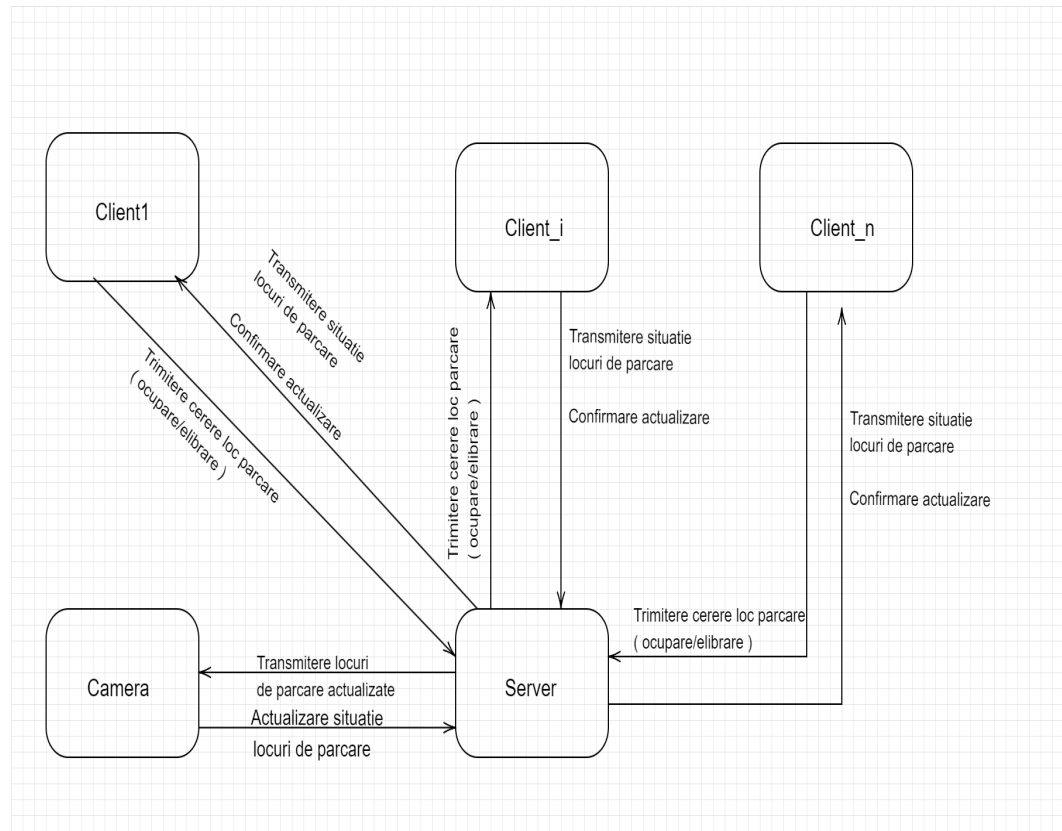 Client1
Client_i
Client_n
Transmitere situatie
locuri de parcare
Confirmare actualizare
Trimitere cerere loc parcare
( ocupare/elibrare )
Trimitere cerere loc parcare
( ocupare/elibrare )
Transmitere situatie
locuri de parcare
Confirmare actualizare
Transmitere situatie
locuri de parcare
Confirmare actualizare
Trimitere cerere loc parcare
( ocupare/elibrare )
Camera
Transmitere locuri
de parcare actualizate
Actualizare situatie
locuri de parcare
Server